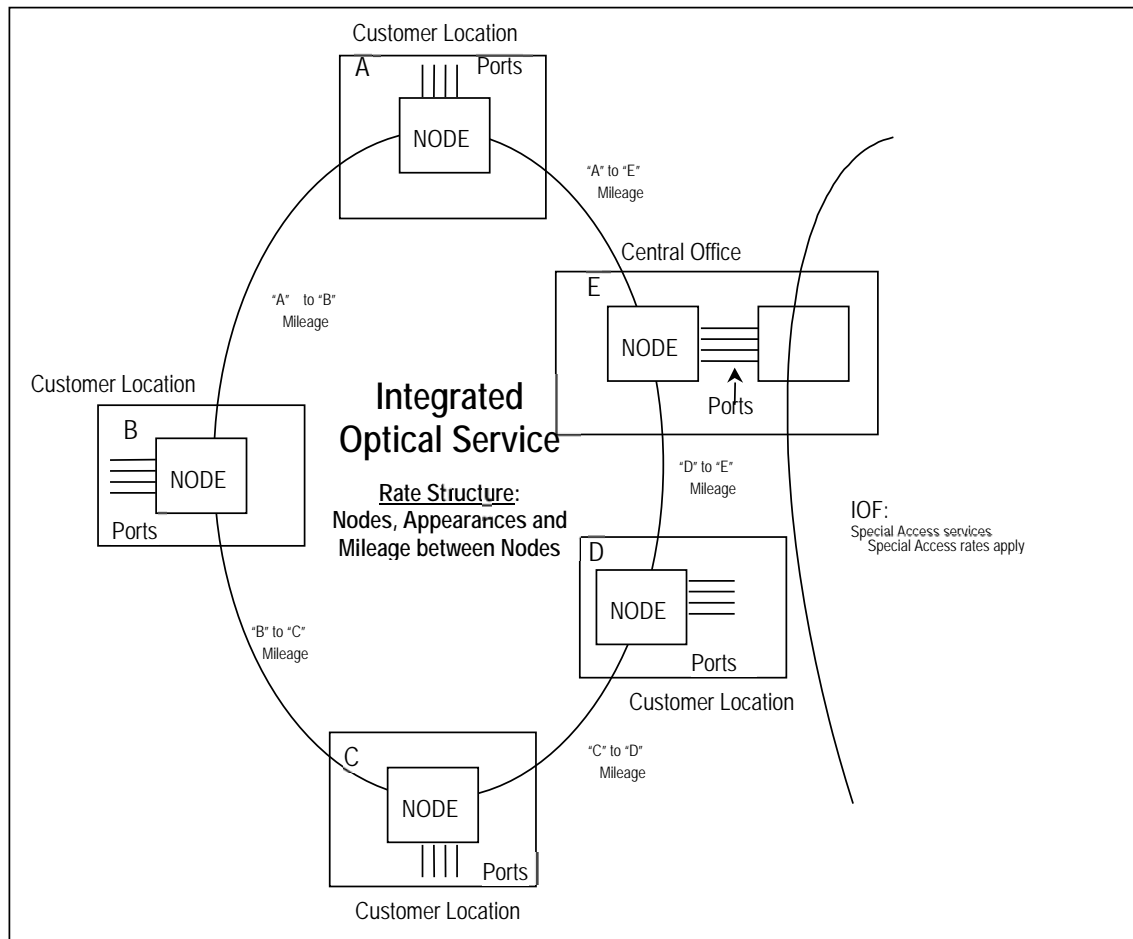 Customer Location
A
Ports
NODE
"A" to "E"
Mileage
Central Office
E
NODE
Ports
"A" to "B"
Mileage
Customer Location
B
NODE
Ports
Integrated
Optical Service
Rate Structure:
Nodes, Appearances and
Mileage between Nodes
"D" to "E"
Mileage
IOF:
Special Access services
Special Access rates apply
D
NODE
Ports
Customer Location
"B" to "C"
Mileage
"C" to "D"
Mileage
C
NODE
Ports
Customer Location